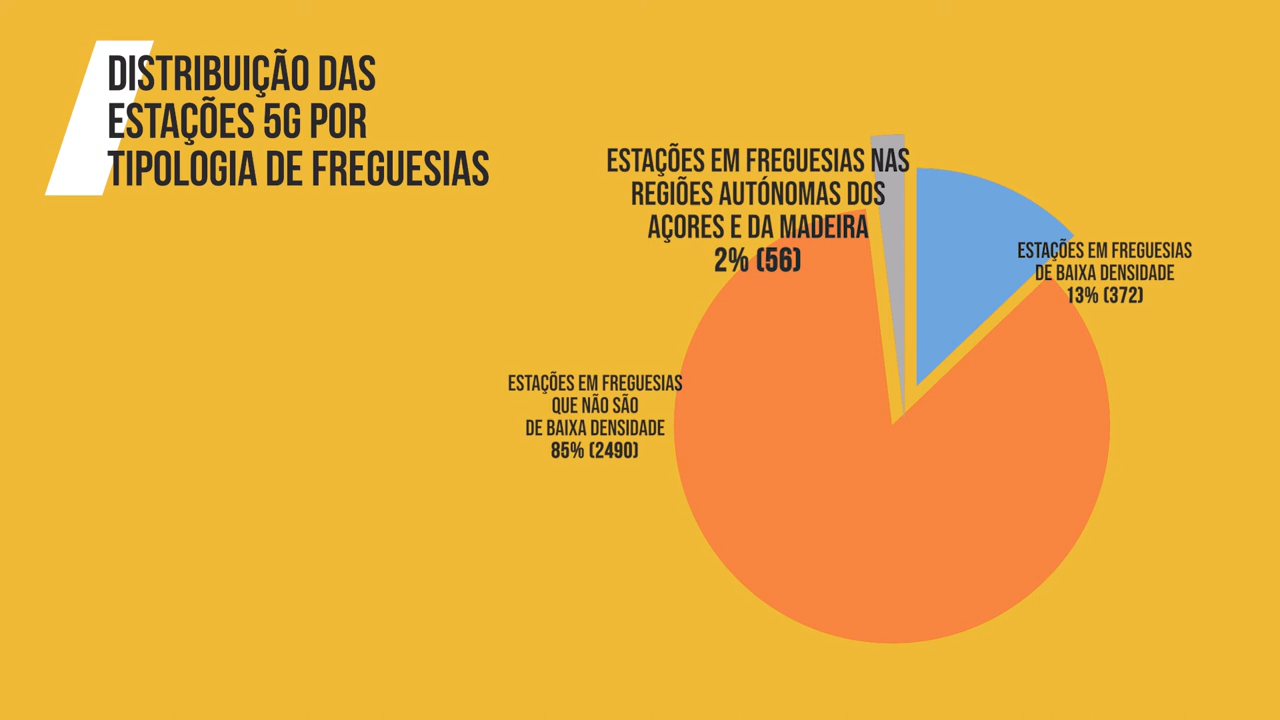 DISTRIBUIÇÃO DAS
ESTAÇÕES 5G POR
TIPOLOGIA DE FREGUESIAS
ESTAÇÕES EM FREGUESIAS NAS
REGIÕES AUTÓNOMAS DOS
AÇORES E DA MADEIRA
2% (56)
ESTAÇÕES EM FREGUESIAS
DE BAIXA DENSIDADE
13% (372)
ESTAÇÕES EM FREGUESIAS
QUE NÃO SÃO
DE BAIXA DENSIDADE
85% (2490)